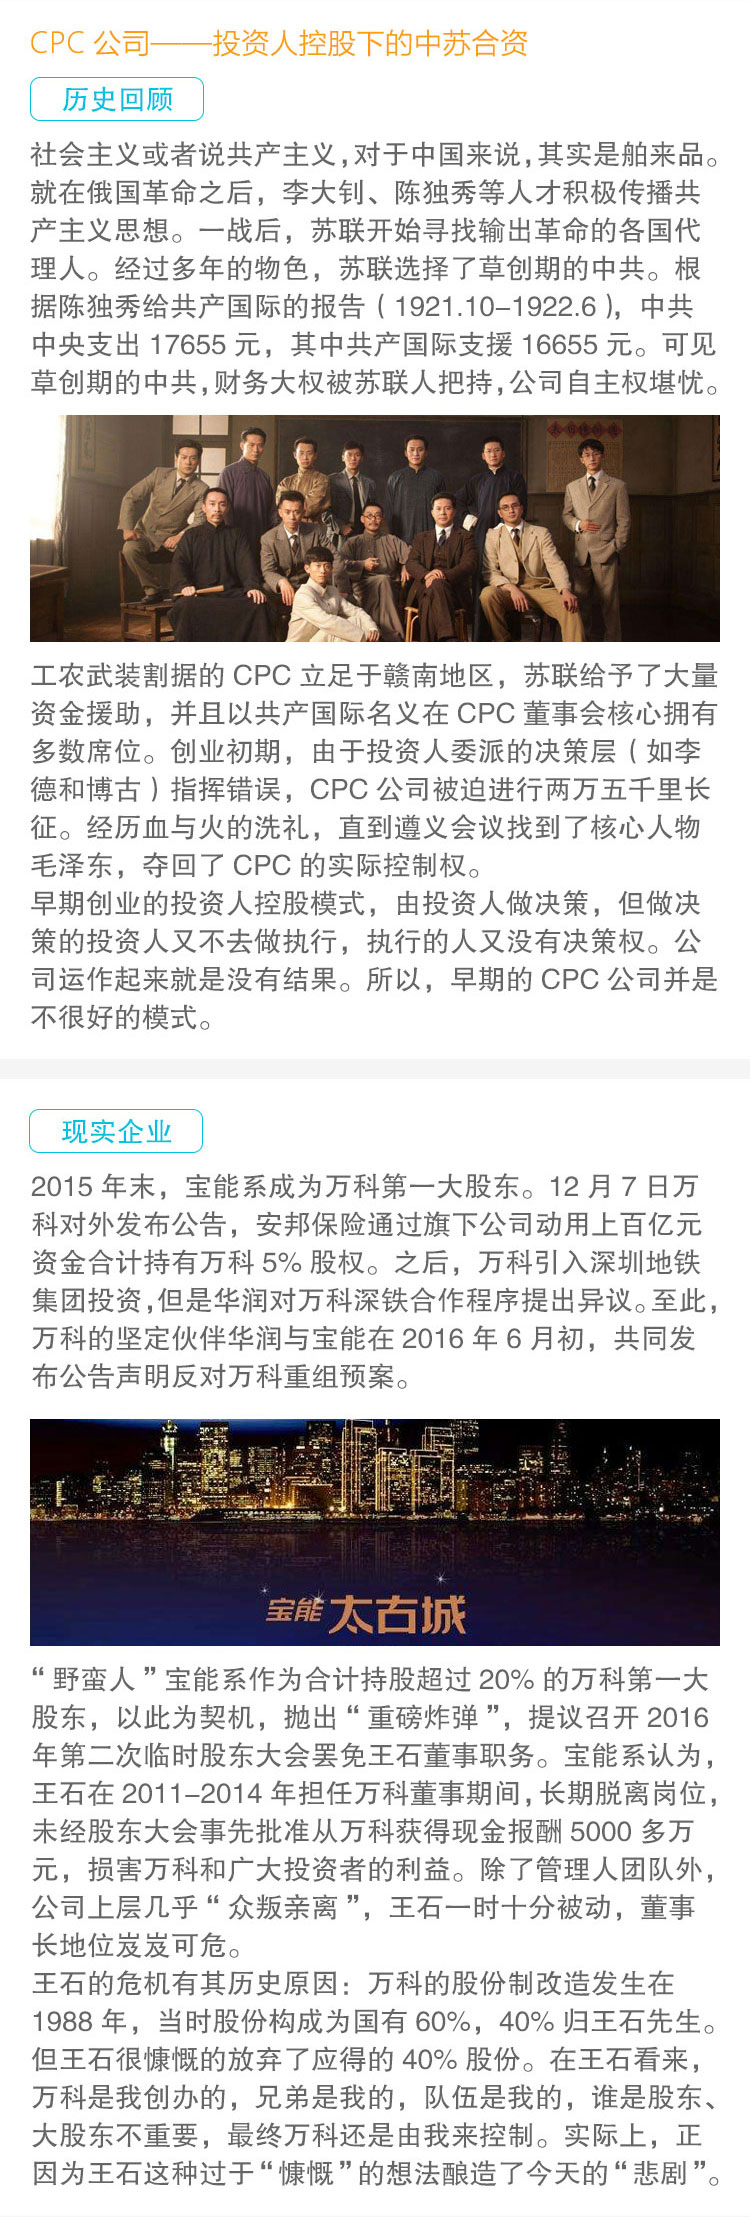 CPC 公司——投资人控股下的中苏合资
历史回顾
社会主义或者说共产主义,对于中国来说,其实是舶来品。
就在俄国革命之后，李大钊、陈独秀等人才积极传播共
产主义思想。一战后，苏联开始寻找输出革命的各国代
理人。经过多年的物色，苏联选择了草创期的中共。根
据陈独秀给共产国际的报告（1921.10-1922.6），中共
中央支出 17655 元，其中共产国际支援 16655 元。可见
草创期的中共,财务大权被苏联人把持,公司自主权堪忧。
工农武装割据的 CPC 立足于赣南地区，苏联给予了大量
资金援助，并且以共产国际名义在 CPC 董事会核心拥有
多数席位。创业初期，由于投资人委派的决策层（如李
德和博古）指挥错误，CPC 公司被迫进行两万五千里长
征。经历血与火的洗礼，直到遵义会议找到了核心人物
毛泽东，夺回了 CPC 的实际控制权。
早期创业的投资人控股模式，由投资人做决策，但做决
策的投资人又不去做执行，执行的人又没有决策权。公
司运作起来就是没有结果。所以，早期的 CPC 公司并是
不很好的模式。
现实企业
2015 年末，宝能系成为万科第一大股东。12 月 7 日万
科对外发布公告，安邦保险通过旗下公司动用上百亿元
资金合计持有万科 5% 股权。之后，万科引入深圳地铁
集团投资,但是华润对万科深铁合作程序提出异议。至此，
万科的坚定伙伴华润与宝能在 2016 年 6 月初，共同发
布公告声明反对万科重组预案。
宝能 太古城
“野蛮人”宝能系作为合计持股超过 20% 的万科第一大
股东，以此为契机，抛出“重磅炸弹”，提议召开 2016
年第二次临时股东大会罢免王石董事职务。宝能系认为，
王石在 2011-2014 年担任万科董事期间,长期脱离岗位，
未经股东大会事先批准从万科获得现金报酬 5000 多万
元，损害万科和广大投资者的利益。除了管理人团队外，
公司上层几乎“众叛亲离”，王石一时十分被动，董事
长地位岌岌可危。
王石的危机有其历史原因：万科的股份制改造发生在
1988 年，当时股份构成为国有 60%，40% 归王石先生。
但王石很慷慨的放弃了应得的 40% 股份。在王石看来，
万科是我创办的，兄弟是我的，队伍是我的，谁是股东、
大股东不重要，最终万科还是由我来控制。实际上，正
因为王石这种过于“慷慨”的想法酿造了今天的“悲剧”。